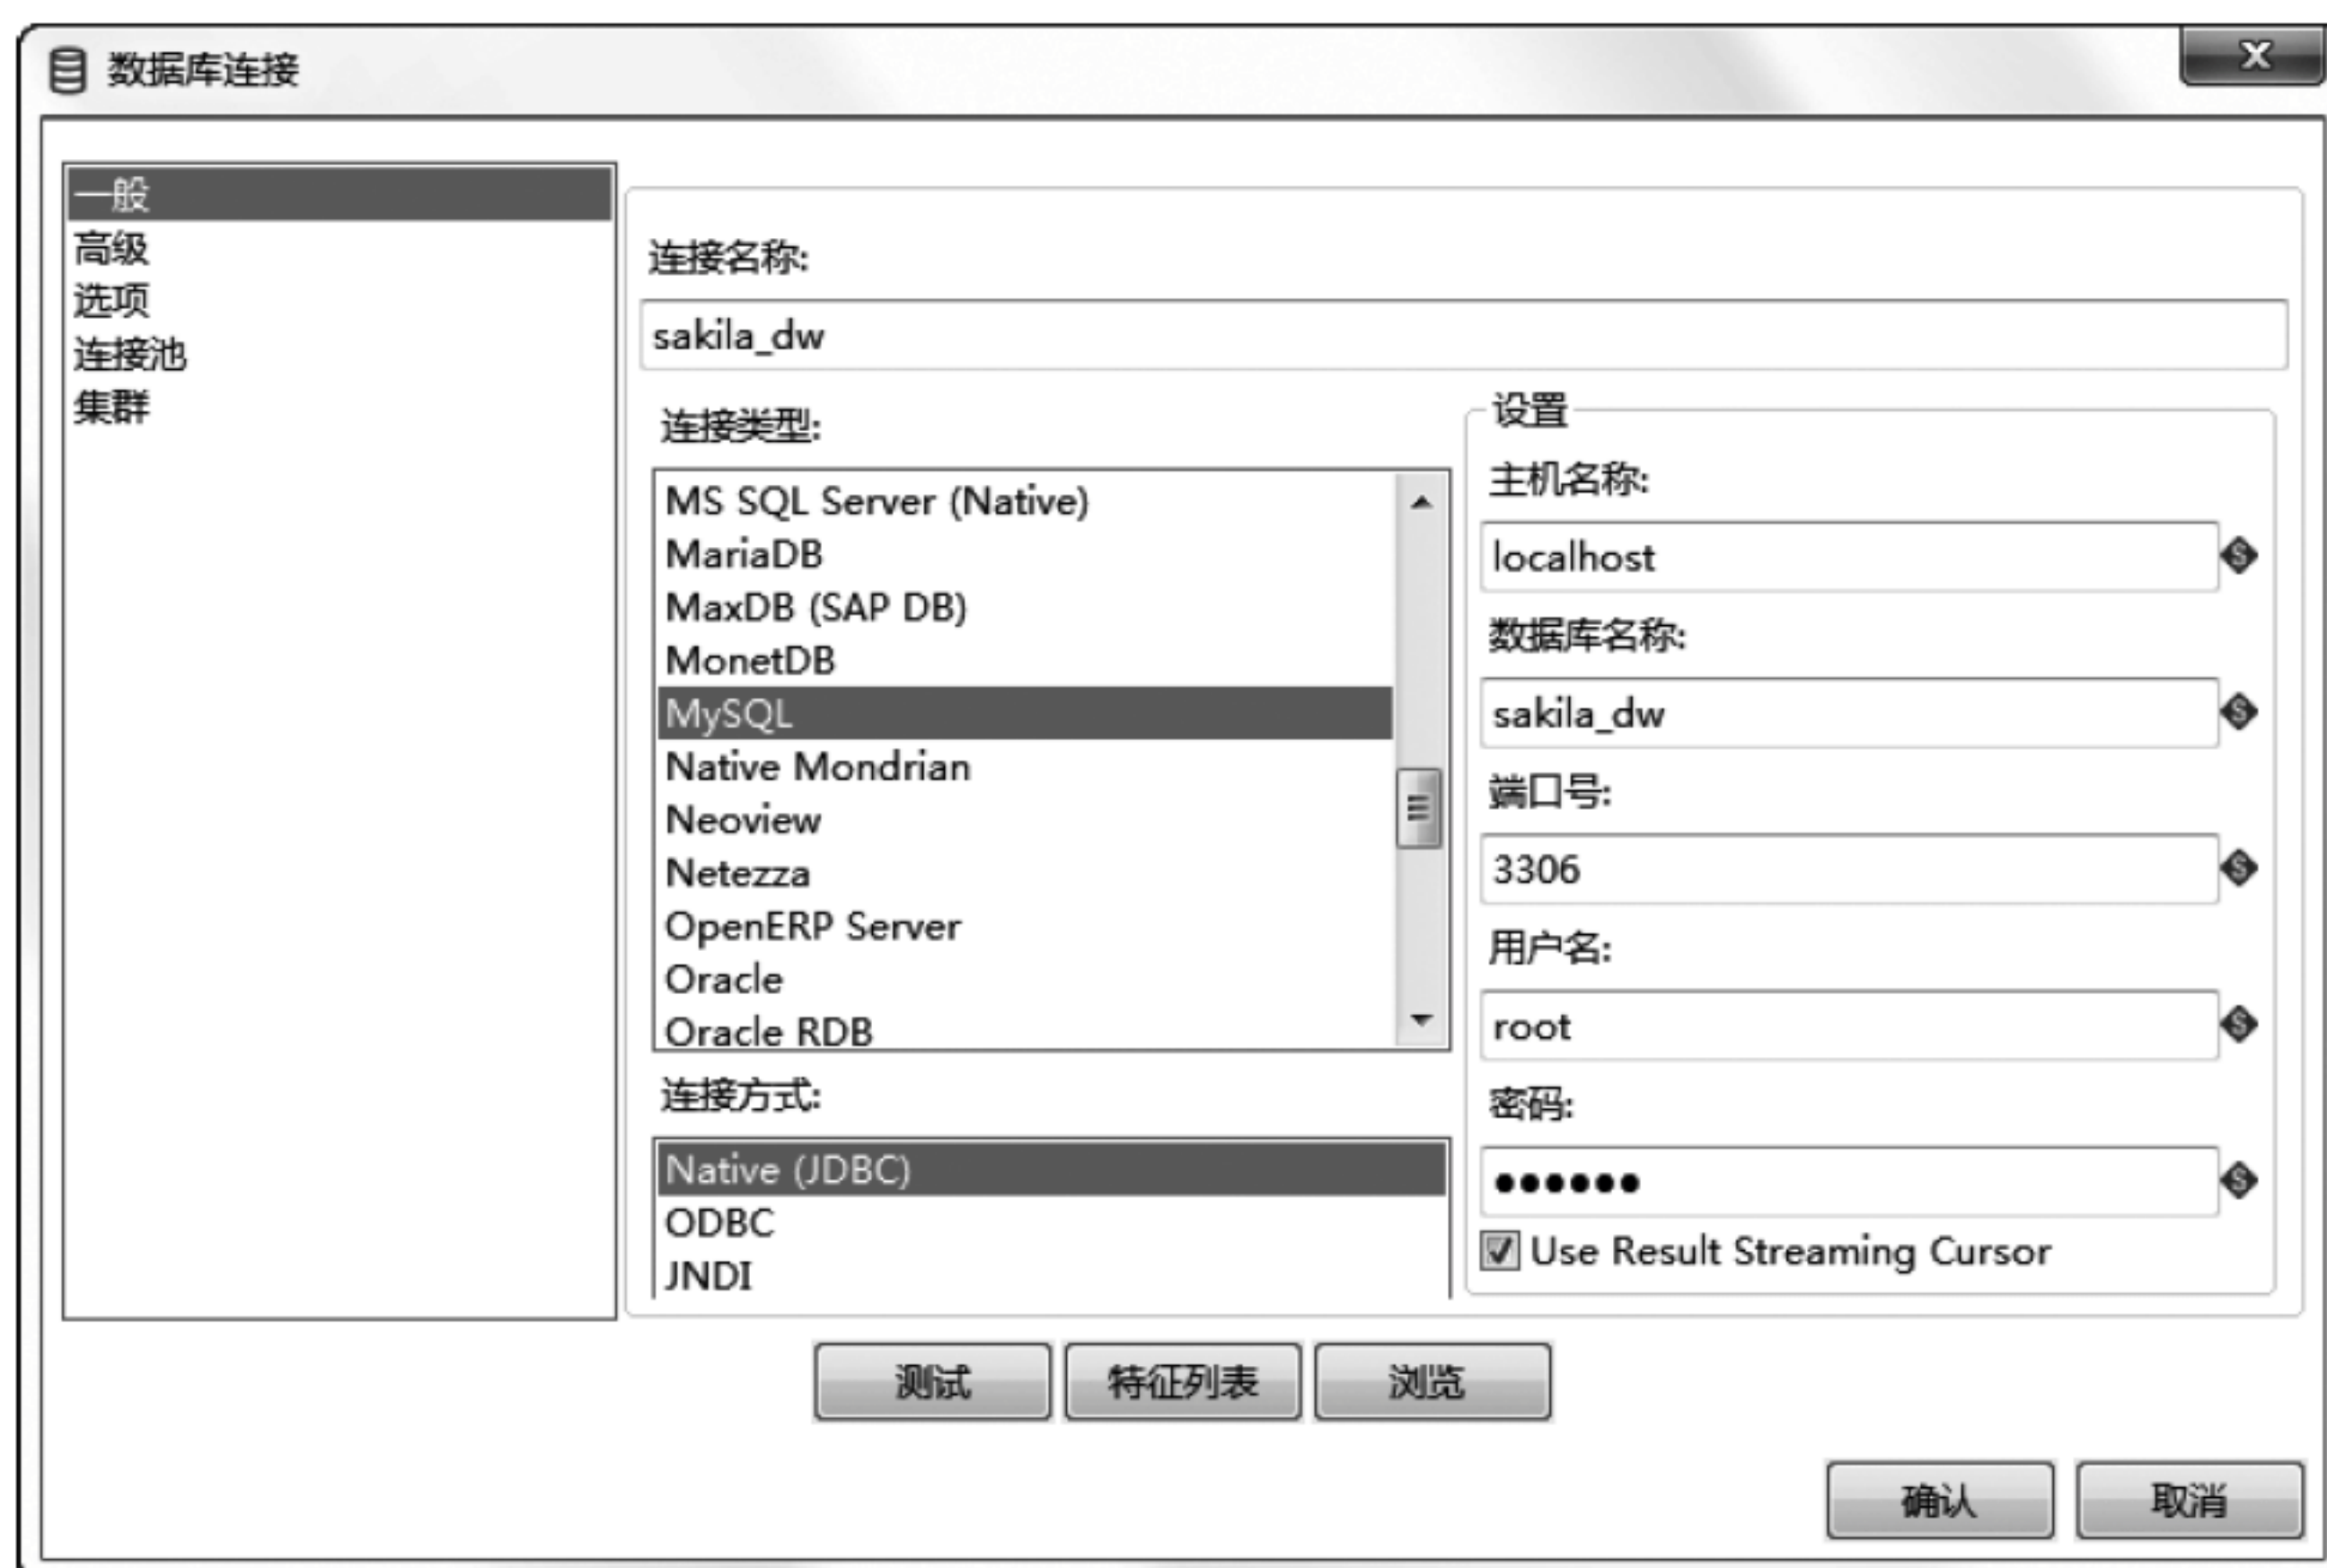 数据库连接
一般
高级
选项
连接池
集群
连接名称:
sakila_dw
连接类型:
MS SQL Server (Native)
MariaDB
MaxDB (SAP DB)
MonetDB
MySQL
Native Mondrian
Neoview
Netezza
OpenERP Server
Oracle
Oracle RDB
连接方式:
Native (JDBC)
ODBC
JNDI
设置
主机名称:
localhost
数据库名称:
sakila_dw
端口号:
3306
用户名:
root
密码:
●●●●●●
Use Result Streaming Cursor
测试 特征列表 浏览
确认 取消